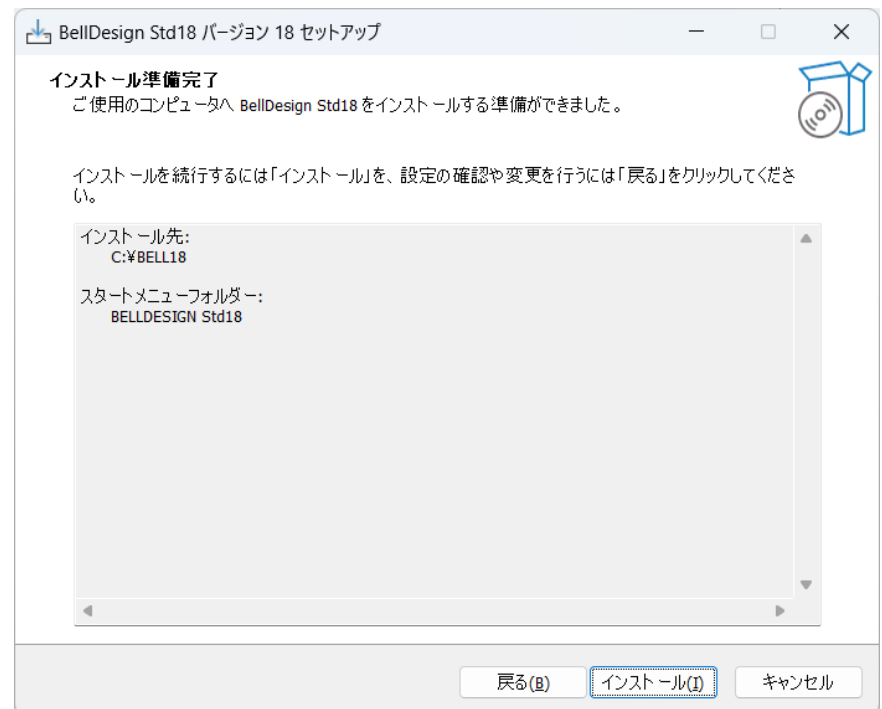 BellDesign Std18 バージョン 18 セットアップ
インストール準備完了
ご使用のコンピュータへ BellDesign Std18 をインストールする準備ができました。
インストールを続行するには「インストール」を、設定の確認や変更を行うには「戻る」をクリックしてくださ
い。
インストール先:
C:¥BELL18
スタートメニューフォルダー:
BELLDESIGN Std18
戻る(B)
インストール(I)
キャンセル